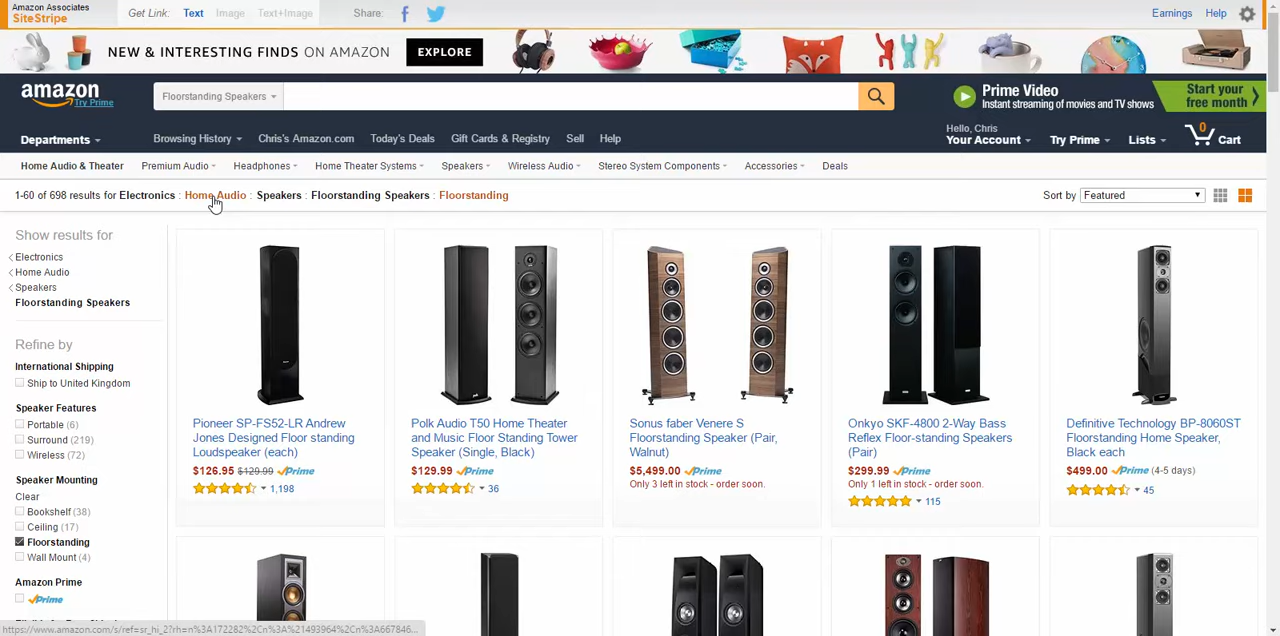 Amazon Associates
SiteStripe
Get Link: Text Image Text+Image Share:
Earnings Help
NEW & INTERESTING FINDS ON AMAZON EXPLORE
amazon
Try Prime
Floorstanding Speakers
Prime Video
Instant streaming of movies and TV shows
Start your
free month
Departments
Browsing History Chris's Amazon.com Today's Deals Gift Cards & Registry Sell Help
Hello, Chris
Your Account Try Prime Lists 0 Cart
Home Audio & Theater Premium Audio Headphones Home Theater Systems Speakers Wireless Audio Stereo System Components Accessories Deals
1-60 of 698 results for Electronics : Home Audio : Speakers : Floorstanding Speakers : Floorstanding
Sort by Featured
Show results for
Electronics
Home Audio
Speakers
Floorstanding Speakers
Refine by
International Shipping
Ship to United Kingdom
Speaker Features
Portable (6)
Surround (219)
Wireless (72)
Speaker Mounting
Clear
Bookshelf (38)
Ceiling (17)
Floorstanding
Wall Mount (4)
Amazon Prime
Prime
Pioneer SP-FS52-LR Andrew
Jones Designed Floor standing
Loudspeaker (each)
$126.95 $129.99 Prime
1,198
Polk Audio T50 Home Theater
and Music Floor Standing Tower
Speaker (Single, Black)
$129.99 Prime
36
Sonus faber Venere S
Floorstanding Speaker (Pair,
Walnut)
$5,499.00 Prime
Only 3 left in stock - order soon.
Onkyo SKF-4800 2-Way Bass
Reflex Floor-standing Speakers
(Pair)
$299.99 Prime
Only 1 left in stock - order soon.
115
Definitive Technology BP-8060ST
Floorstanding Home Speaker,
Black each
$499.00 Prime (4-5 days)
45
https://www.amazon.com/s/ref=sr_hi_2?rh=n%3A172282%2Cn%3A%21493964%2Cn%3A667846...